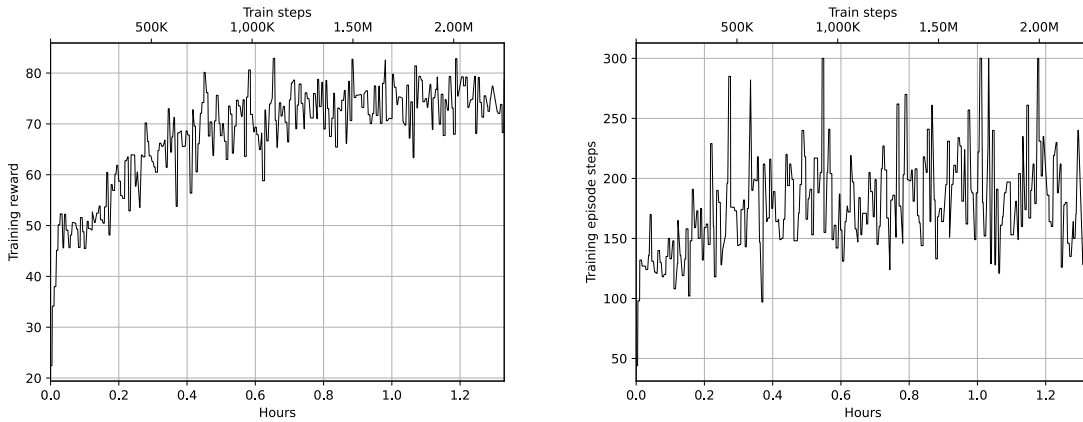 Train steps
500K 1,000K 1.50M 2.00M
80
70
60
50
40
30
20
Training reward
0.0 0.2 0.4 0.6 0.8 1.0 1.2
Hours
Train steps
500K 1,000K 1.50M 2.00M
300
250
200
150
100
50
Training episode steps
0.0 0.2 0.4 0.6 0.8 1.0 1.2
Hours